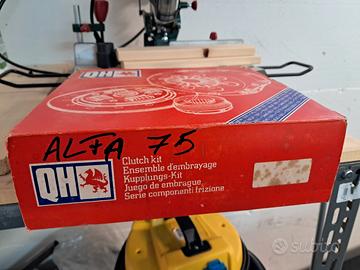 QH
ALFA 75
QH
Clutch kit
Ensemble d'embrayage
Kupplungs-Kit
Juego de embrague
Serie componenti frizione
subito